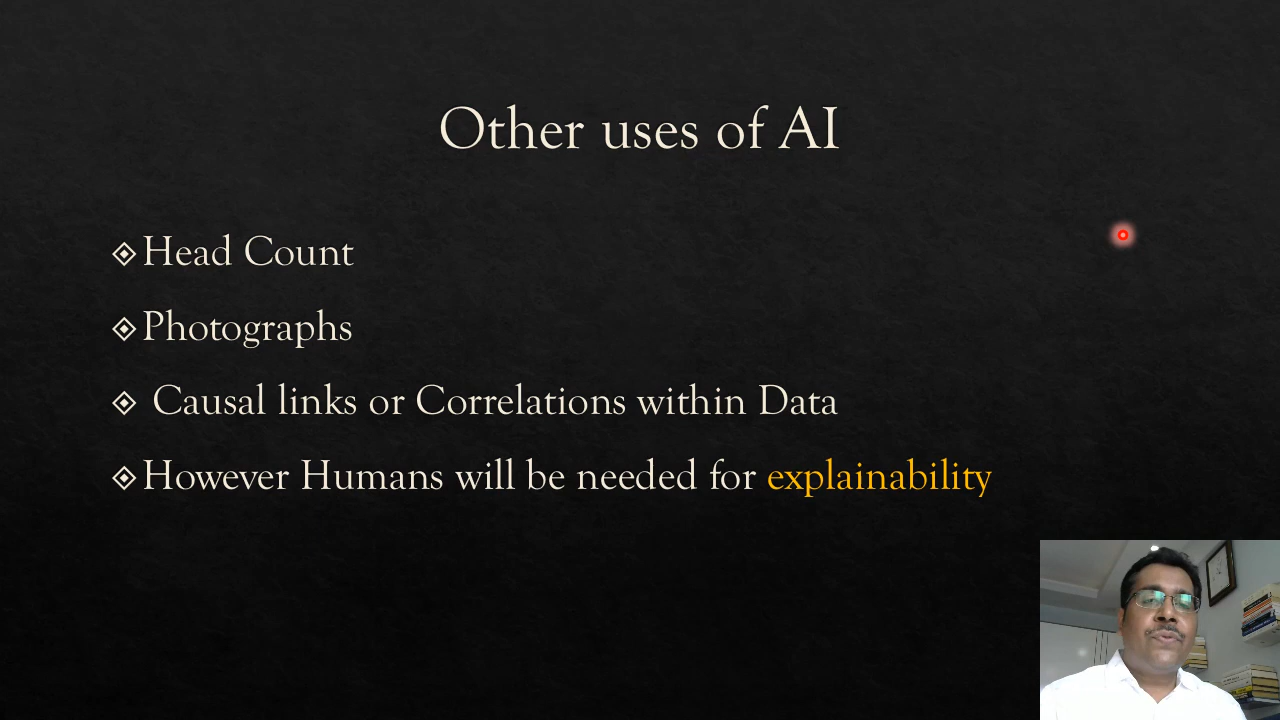 Other uses of AI
Head Count
Photographs
Causal links or Correlations within Data
However Humans will be needed for explainability